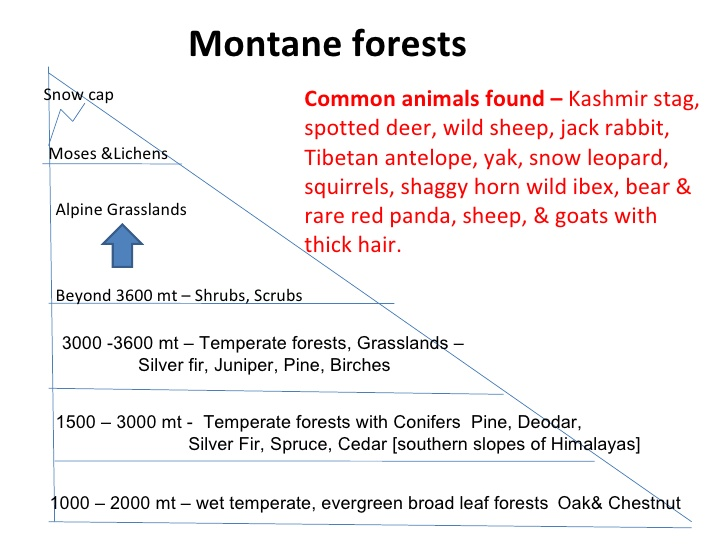 Montane forests
Snow cap
Common animals found – Kashmir stag,
spotted deer, wild sheep, jack rabbit,
Tibetan antelope, yak, snow leopard,
squirrels, shaggy horn wild ibex, bear &
rare red panda, sheep, & goats with
thick hair.
Moses &Lichens
Alpine Grasslands
Beyond 3600 mt – Shrubs, Scrubs
3000 -3600 mt – Temperate forests, Grasslands –
Silver fir, Juniper, Pine, Birches
1500 – 3000 mt - Temperate forests with Conifers Pine, Deodar,
Silver Fir, Spruce, Cedar [southern slopes of Himalayas]
1000 – 2000 mt – wet temperate, evergreen broad leaf forests Oak& Chestnut